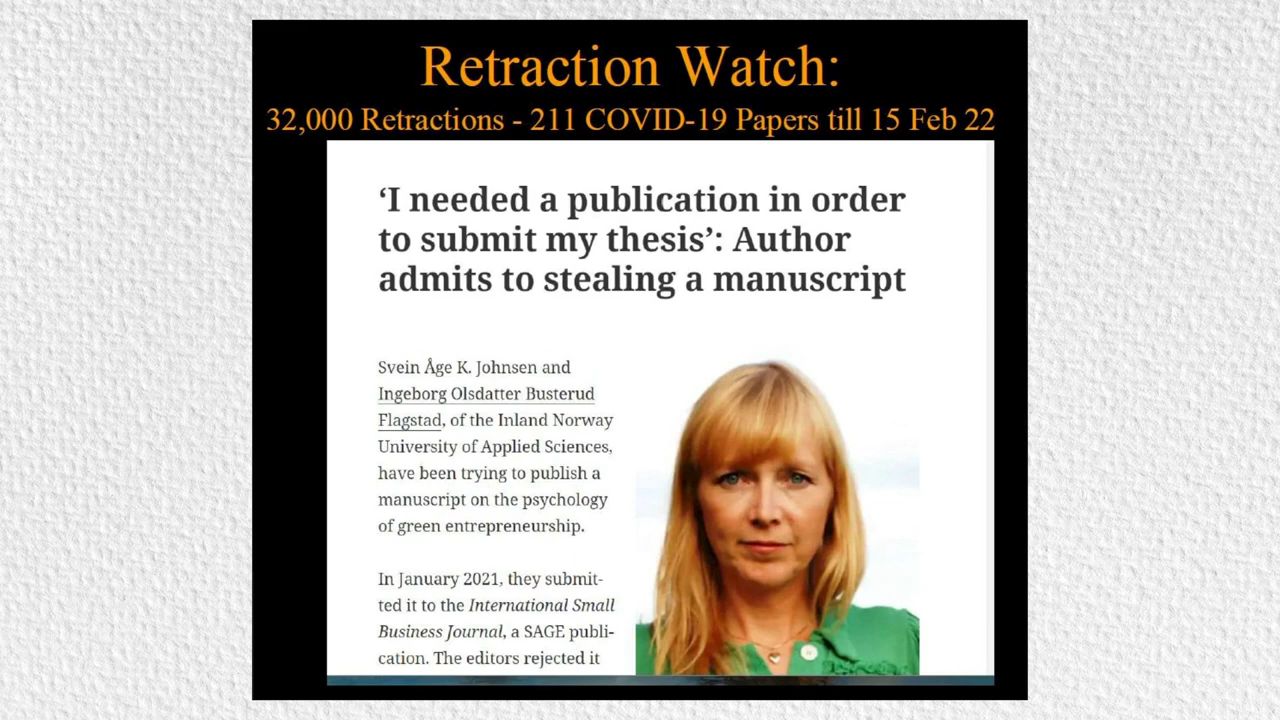 Retraction Watch:
32,000 Retractions - 211 COVID-19 Papers till 15 Feb 22
‘I needed a publication in order
to submit my thesis’: Author
admits to stealing a manuscript
Svein Åge K. Johnsen and
Ingeborg Olsdatter Busterud
Flagstad, of the Inland Norway
University of Applied Sciences,
have been trying to publish a
manuscript on the psychology
of green entrepreneurship.
In January 2021, they submit-
ted it to the International Small
Business Journal, a SAGE publi-
cation. The editors rejected it